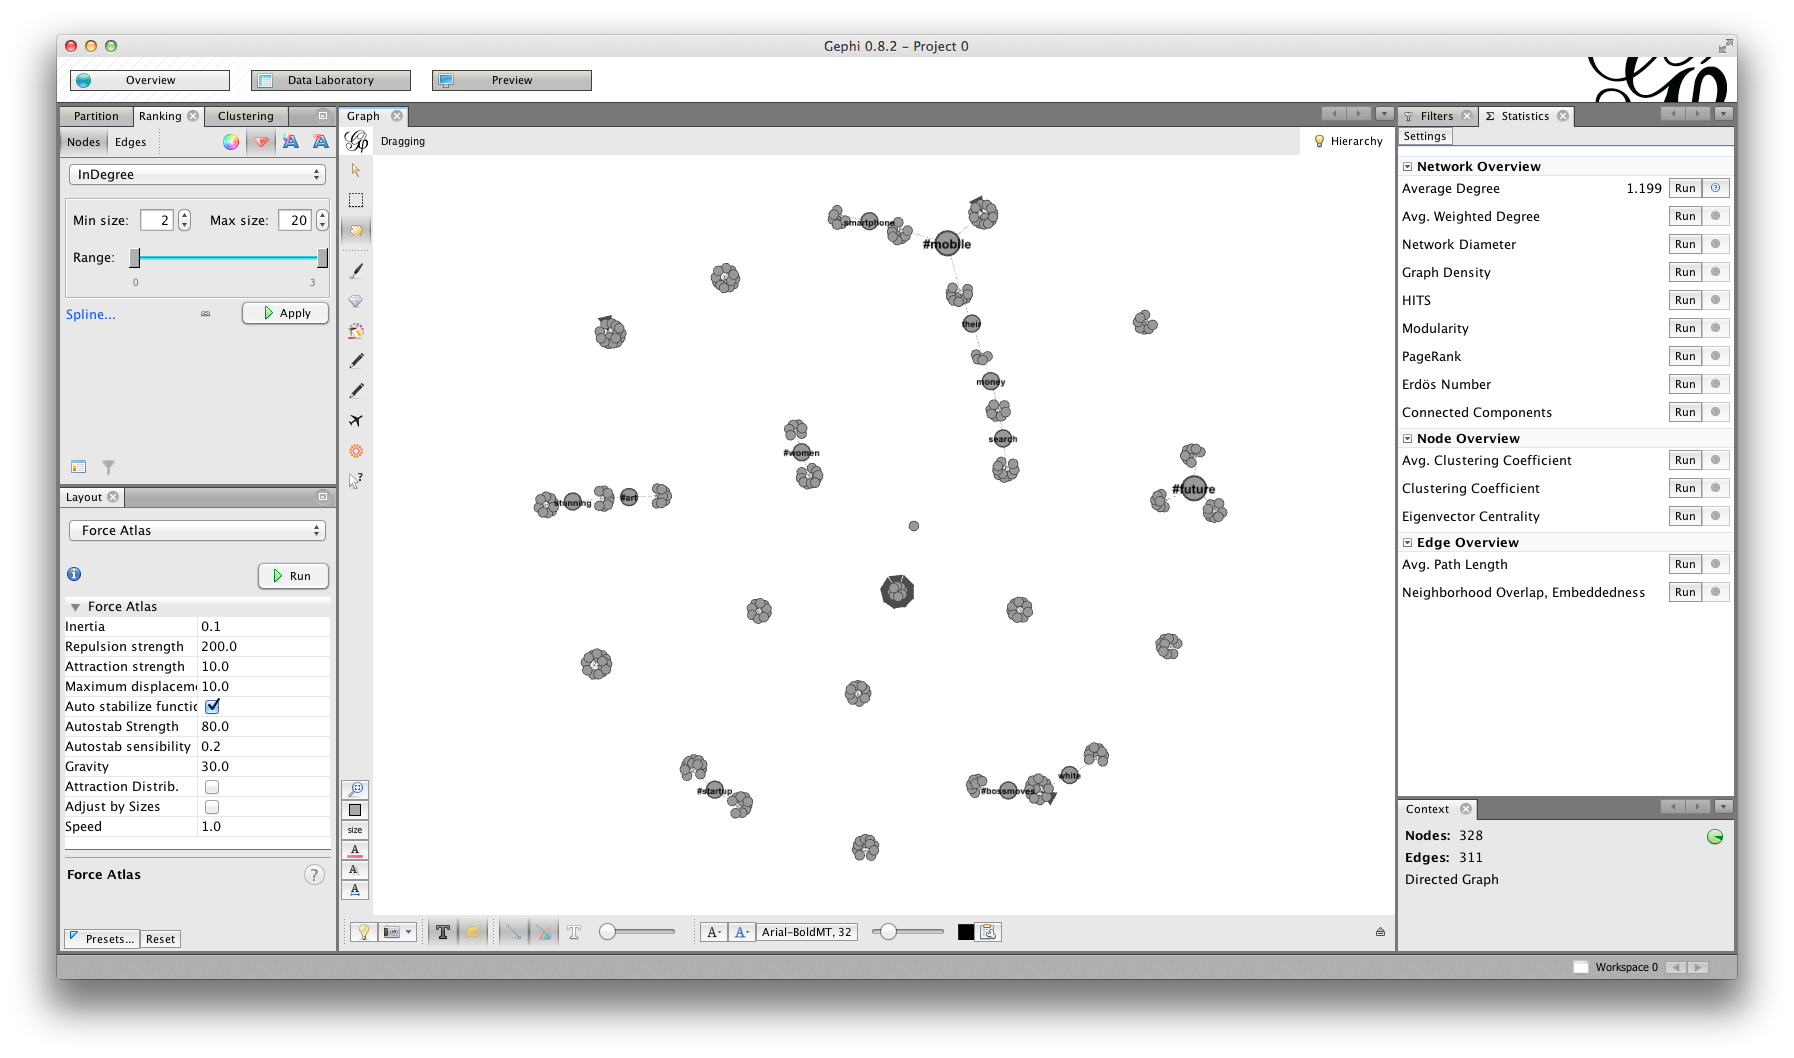 Gephi 0.8.2 – Project 0
Overview
Data Laboratory
Preview
Partition
Ranking
Clustering
Nodes
Edges
InDegree
Min size: 2
Max size: 20
Range:
0
3
Spline...
Apply
Layout
Force Atlas
Run
Force Atlas
Inertia 0.1
Repulsion strength 200.0
Attraction strength 10.0
Maximum displacem 10.0
Auto stabilize functio
Autostab Strength 80.0
Autostab sensibility 0.2
Gravity 30.0
Attraction Distrib.
Adjust by Sizes
Speed 1.0
Force Atlas
?
Presets...
Reset
Graph
Dragging
Hierarchy
smartphone
#mobile
their
money
search
#women
stunning
#art
#future
#startup
#bossmoves
white
size
A
A
A
T
T
A
A
Arial-BoldMT, 32
Filters
Σ Statistics
Settings
Network Overview
Average Degree 1.199 Run ?
Avg. Weighted Degree Run
Network Diameter Run
Graph Density Run
HITS Run
Modularity Run
PageRank Run
Erdös Number Run
Connected Components Run
Node Overview
Avg. Clustering Coefficient Run
Clustering Coefficient Run
Eigenvector Centrality Run
Edge Overview
Avg. Path Length Run
Neighborhood Overlap, Embeddedness Run
Context
Nodes: 328
Edges: 311
Directed Graph
Workspace 0